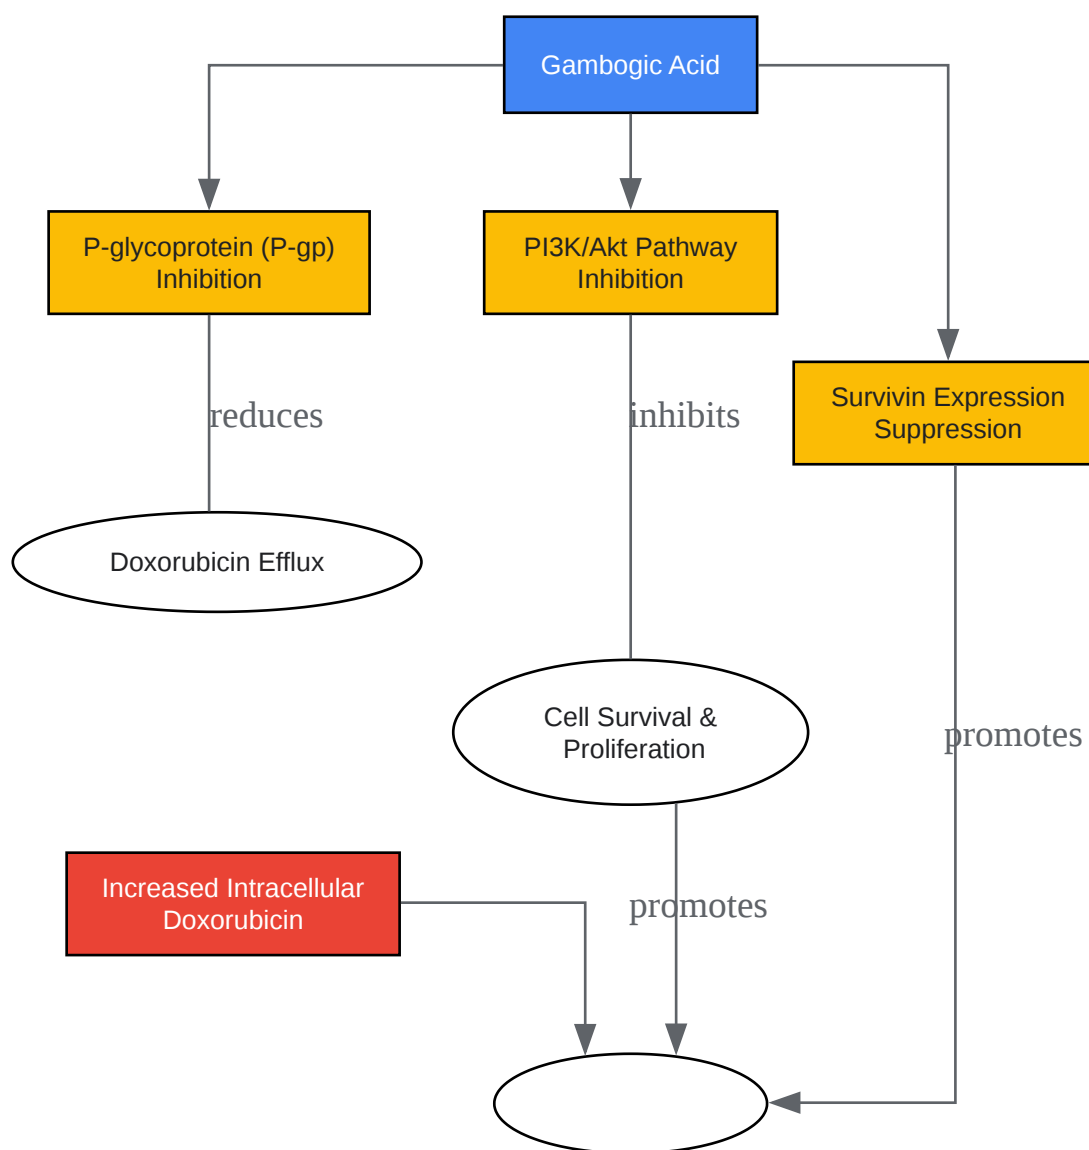 Gambogic Acid
P-glycoprotein (P-gp)
Inhibition
PI3K/Akt Pathway
Inhibition
Survivin Expression
Suppression
reduces
inhibits
Doxorubicin Efflux
Cell Survival &
Proliferation
promotes
Increased Intracellular
Doxorubicin
promotes